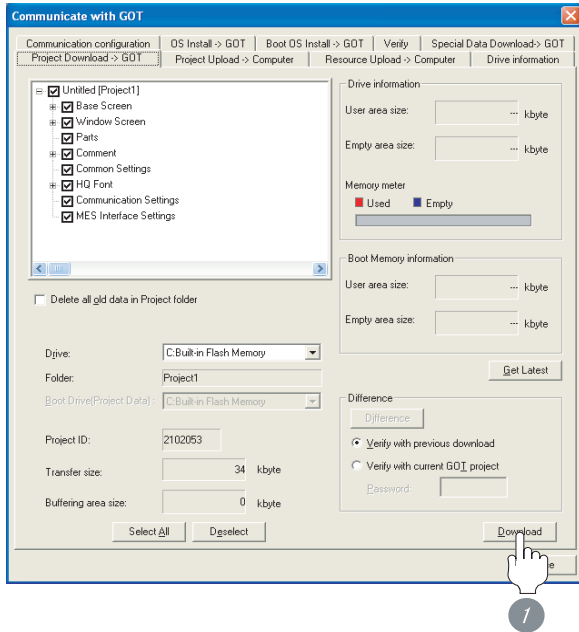 Communicate with GOT
Communication configuration OS Install -> GOT Boot OS Install -> GOT Verify Special Data Download-> GOT
Project Download -> GOT Project Upload -> Computer Resource Upload -> Computer Drive information
Untitled [Project1]
Base Screen
Window Screen
Parts
Comment
Common Settings
HQ Font
Communication Settings
MES Interface Settings
Delete all old data in Project folder
Drive: C:Built-in Flash Memory
Folder: Project1
Boot Drive(Project Data) : C:Built-in Flash Memory
Project ID: 2102053
Transfer size: 34 kbyte
Buffering area size: 0 kbyte
Select All Deselect
Drive information
User area size: --- kbyte
Empty area size: --- kbyte
Memory meter
Used Empty
Boot Memory information
User area size: --- kbyte
Empty area size: --- kbyte
Get Latest
Difference
Difference
Verify with previous download
Verify with current GOT project
Password:
Download
1